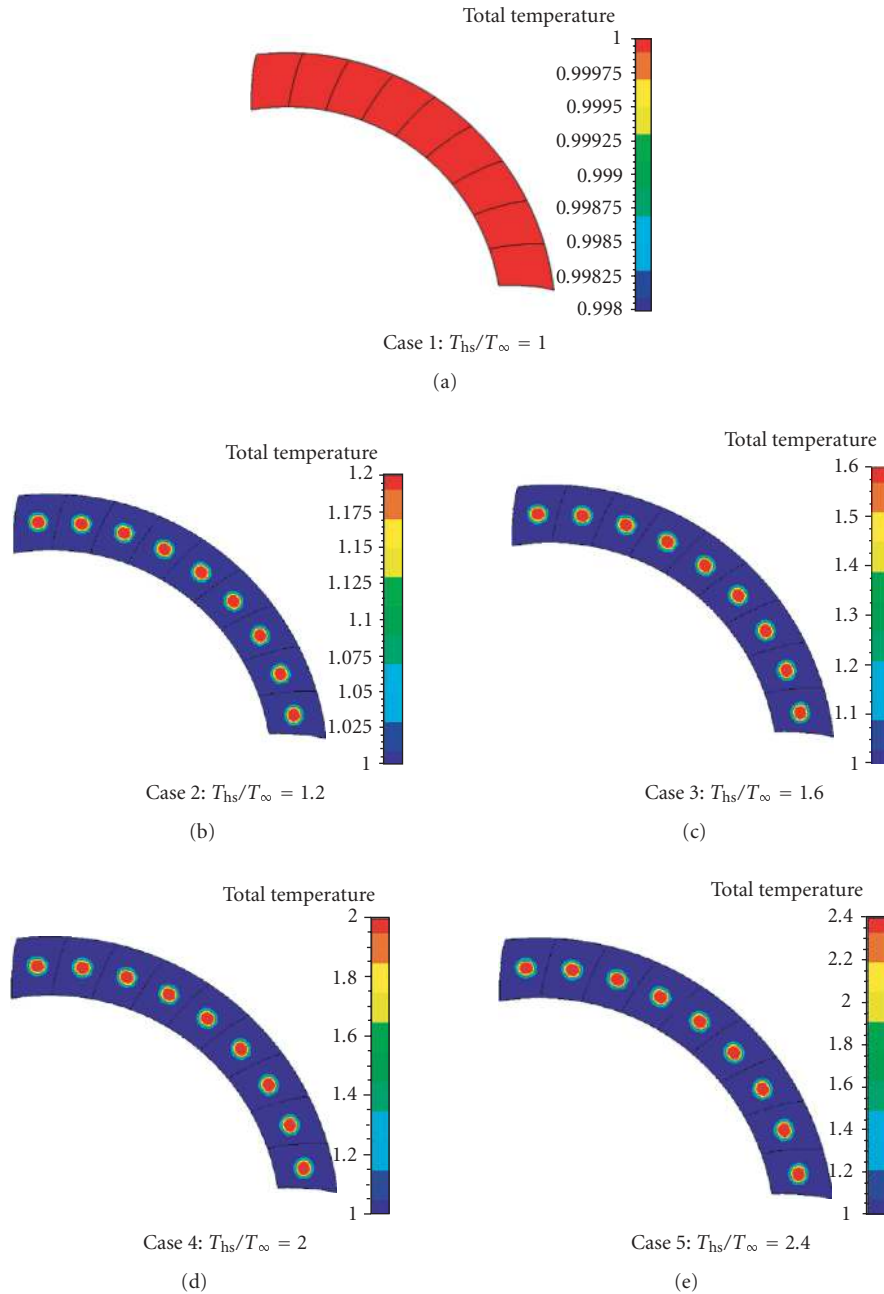 Total temperature
1
0.99975
0.9995
0.99925
0.999
0.99875
0.9985
0.99825
0.998
Case 1: T_hs/T_∞ = 1
(a)
Total temperature
1.2
1.175
1.15
1.125
1.1
1.075
1.05
1.025
1
Case 2: T_hs/T_∞ = 1.2
(b)
Total temperature
1.6
1.5
1.4
1.3
1.2
1.1
1
Case 3: T_hs/T_∞ = 1.6
(c)
Total temperature
2
1.8
1.6
1.4
1.2
1
Case 4: T_hs/T_∞ = 2
(d)
Total temperature
2.4
2.2
2
1.8
1.6
1.4
1.2
1
Case 5: T_hs/T_∞ = 2.4
(e)